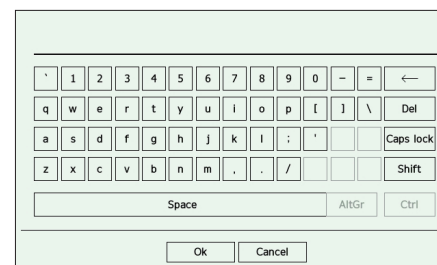 ` 1 2 3 4 5 6 7 8 9 0 - = ←
q w e r t y u i o p [ ] \ Del
a s d f g h j k l ; ' Caps lock
z x c v b n m , . / Shift
Space AltGr Ctrl
Ok Cancel